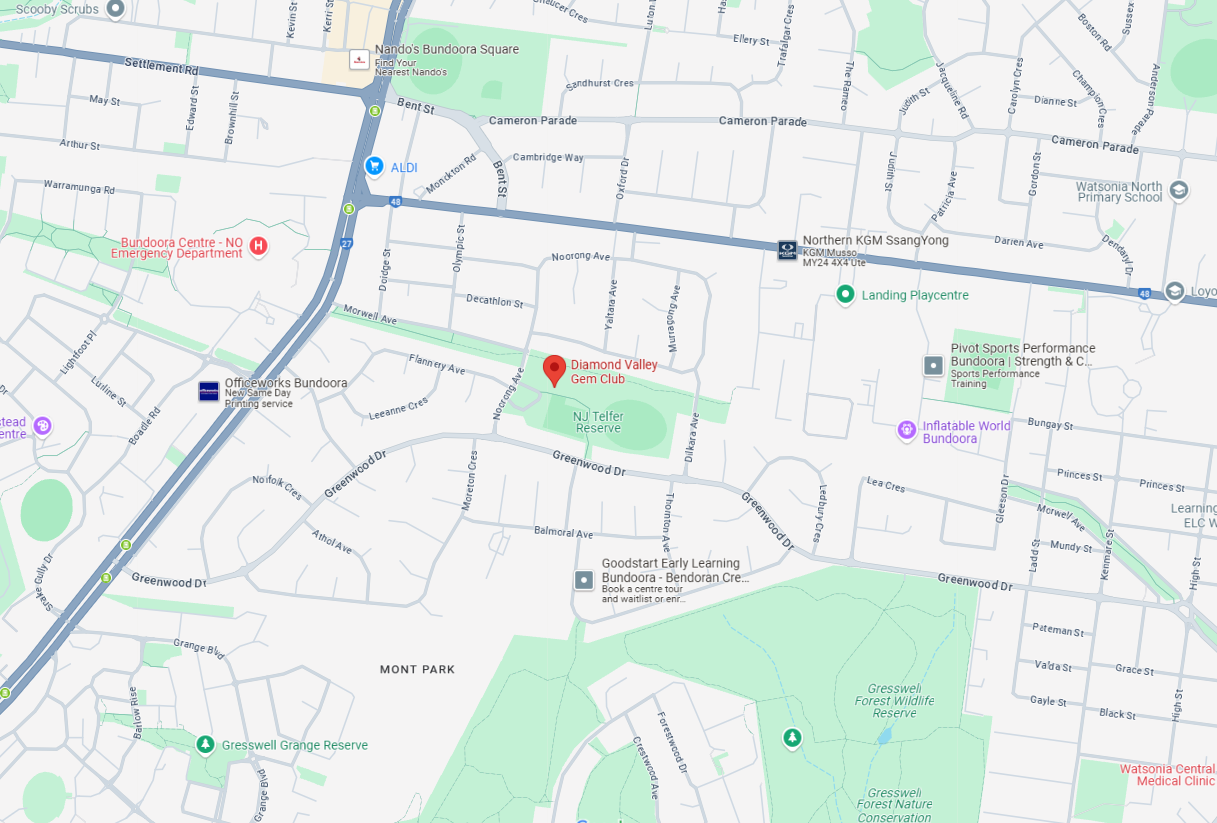 Scooby Scrubs
Kevin St
Kerri St
Chaucer Cres
Luton
Ellery St
Trafalgar Cres
Boston Rd
Sussex
Nando's Bundoora Square
Find Your
Nearest Nando's
Settlement Rd
The Rameo
Jacqueline Rd
Carolyn Cres
Champion Cres
Anderson Parade
Sandhurst Cres
May St
Edward St
Brownhill St
Bent St
Cameron Parade
Cameron Parade
Judith St
Dianne St
Cameron Parade
Arthur St
ALDI
Monckton Rd
Bent St
Cambridge Way
Oxford Dr
Judith St
Patricia Ave
Gordon St
Watsonia North
Primary School
Warramunga Rd
48
Bundoora Centre - NO
Emergency Department
H
27
Olympic St
Doidge St
Noorong Ave
Northern KGM SsangYong
KGM Musso
MY24 4X4 Ute
Darien Ave
Dendaryl Dr
48
Loyo
Landing Playcentre
Decathlon St
Yaltara Ave
Murragong Ave
Morwell Ave
Lightfoot Pl
Flannery Ave
Noorong Ave
Diamond Valley
Gem Club
Pivot Sports Performance
Bundoora | Strength & C...
Sports Performance
Training
Officeworks Bundoora
New Same Day
Printing service
Lurline St
Boadle Rd
Dr
stead
entre
Leeanne Cres
NJ Telfer
Reserve
Dilkara Ave
Inflatable World
Bundoora
Bungay St
Greenwood Dr
Greenwood Dr
Moreton Cres
Norfolk Cres
Thornton Ave
Greenwood Dr
Ledbury Cres
Lea Cres
Gleeson Dr
Princes St
Princes St
Morwell Ave
Learning
ELC W
Athol Ave
Balmoral Ave
Ladd St
Mundy St
Kenmare St
High St
Snake Gully Dr
Greenwood Dr
Goodstart Early Learning
Bundoora - Bendoran Cre...
Book a centre tour
and waitlist or enr...
Greenwood Dr
Grange Blvd
MONT PARK
Pateman St
Valda St
Grace St
Gayle St
Black St
High St
Barlow Rise
Gresswell Grange Reserve
Grange Blvd
Forestwood Dr
Crestwood Ave
Gresswell
Forest Wildlife
Reserve
Gresswell
Forest Nature
Conservation
Watsonia Central
Medical Clinic